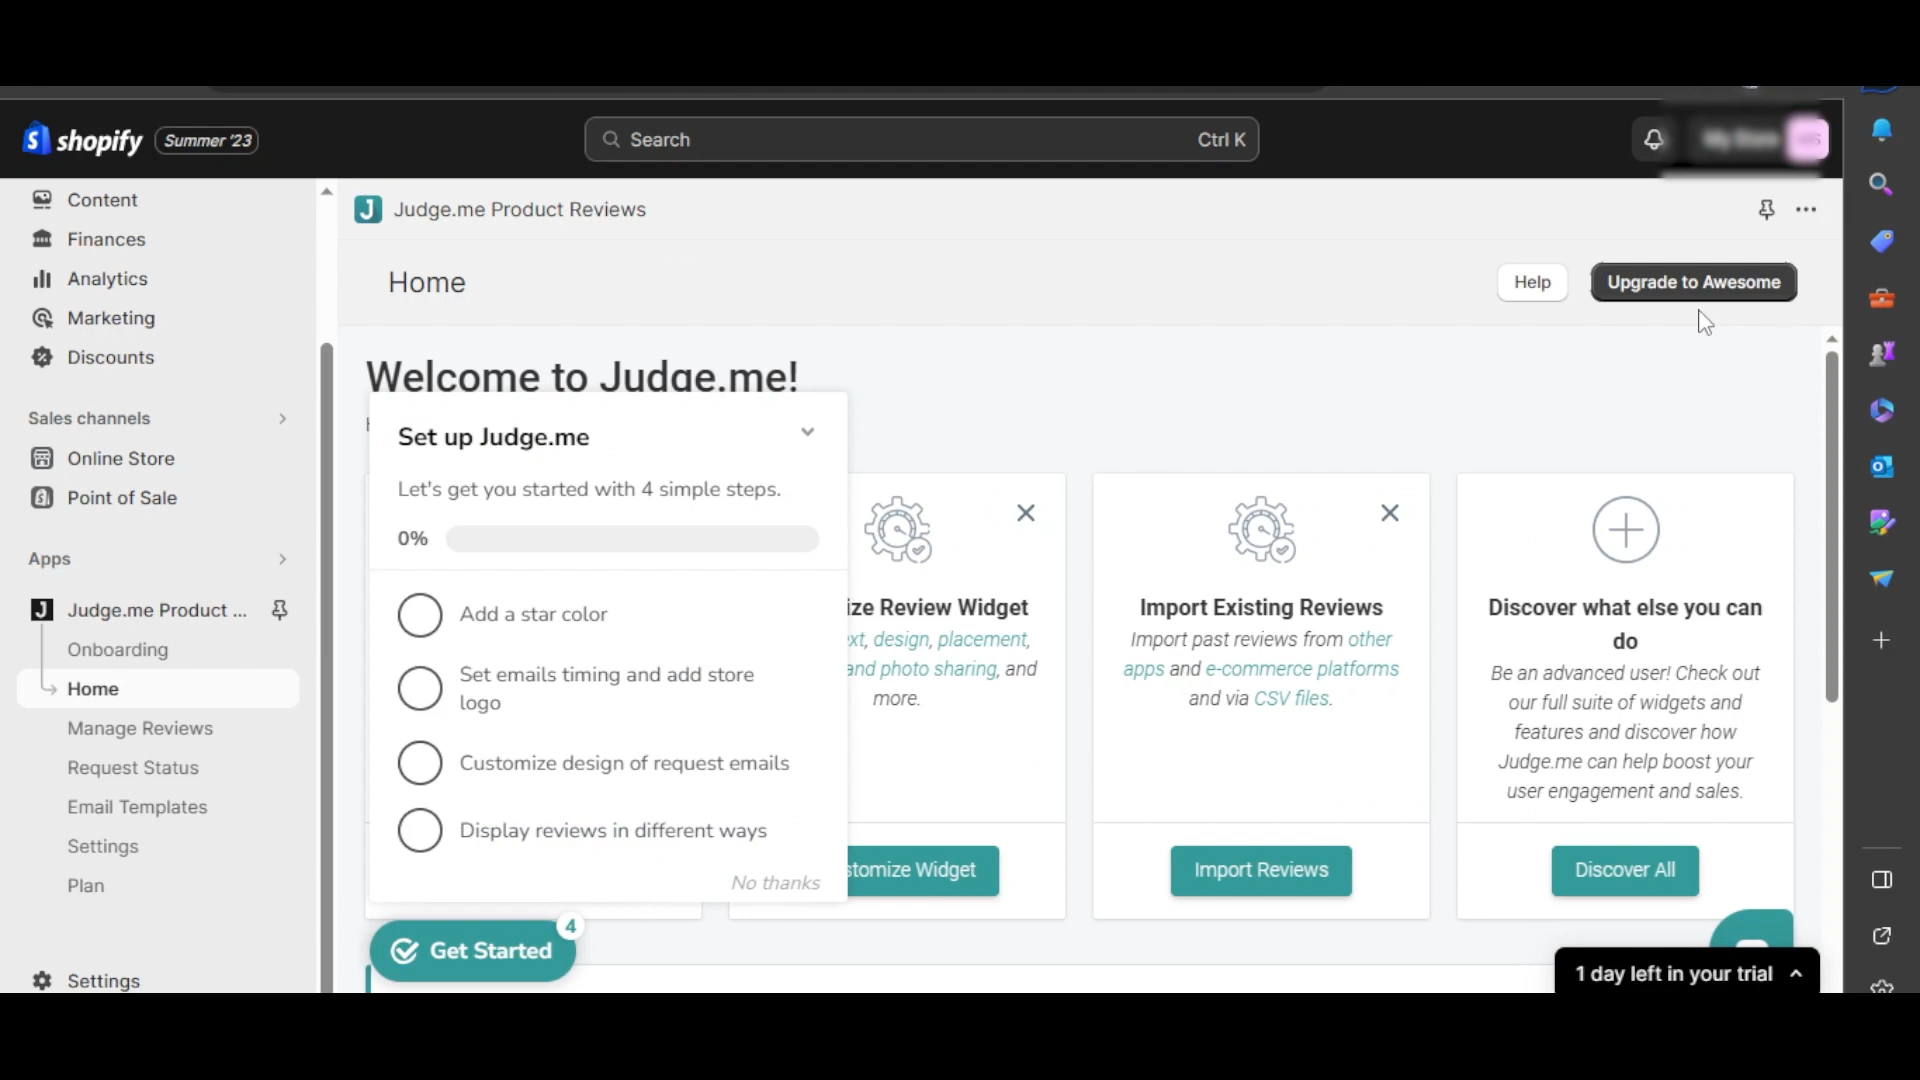 shopify Summer '23
Search Ctrl K
Content
Finances
Analytics
Marketing
Discounts
Sales channels
Online Store
Point of Sale
Apps
J Judge.me Product ...
Onboarding
Home
Manage Reviews
Request Status
Email Templates
Settings
Plan
Settings
J Judge.me Product Reviews
Home
Help
Upgrade to Awesome
Welcome to Judge.me!
Set up Judge.me
Let's get you started with 4 simple steps.
0%
Add a star color
Set emails timing and add store
logo
Customize design of request emails
Display reviews in different ways
No thanks
Get Started
4
ize Review Widget
ext, design, placement,
and photo sharing, and
more.
stomize Widget
Import Existing Reviews
Import past reviews from other
apps and e-commerce platforms
and via CSV files.
Import Reviews
Discover what else you can
do
Be an advanced user! Check out
our full suite of widgets and
features and discover how
Judge.me can help boost your
user engagement and sales.
Discover All
1 day left in your trial